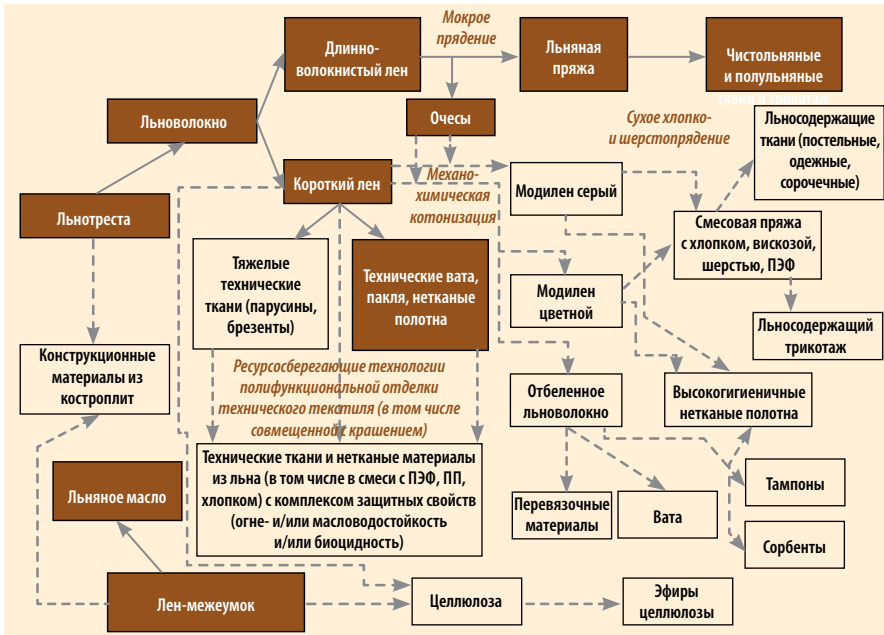 Мокрое
прядение
Длинно-
волокнистый лен
Льняная
пряжа
Чистольняные
и полульняные
ткани и трикотаж
Льноволокно
Очесы
Сухое хлопко-
и шерстопрядение
Льносодержащие
ткани (постельные,
одежные,
сорочечные)
Короткий лен
Механо-
химическая
котонизация
Модилен серый
Льнотреста
Смесовая пряжа
с хлопком, вискозой,
шерстью, ПЭФ
Тяжелые
технические
ткани (парусины,
брезенты)
Технические вата,
пакля, нетканые
полотна
Модилен
цветной
Льносодержащий
трикотаж
Конструкционные
материалы из
костроплит
Ресурсосберегающие технологии
полифункциональной отделки
технического текстиля (в том числе
совмещенной с крашением)
Отбеленное
льноволокно
Высокогигиеничные
нетканые полотна
Технические ткани и нетканые материалы
из льна (в том числе в смеси с ПЭФ, ПП,
хлопком) с комплексом защитных свойств
(огне- и/или масловодостойкость
и/или биоцидность)
Льняное масло
Перевязочные
материалы
Вата
Тампоны
Сорбенты
Лен-межеумок
Целлюлоза
Эфиры
целлюлозы